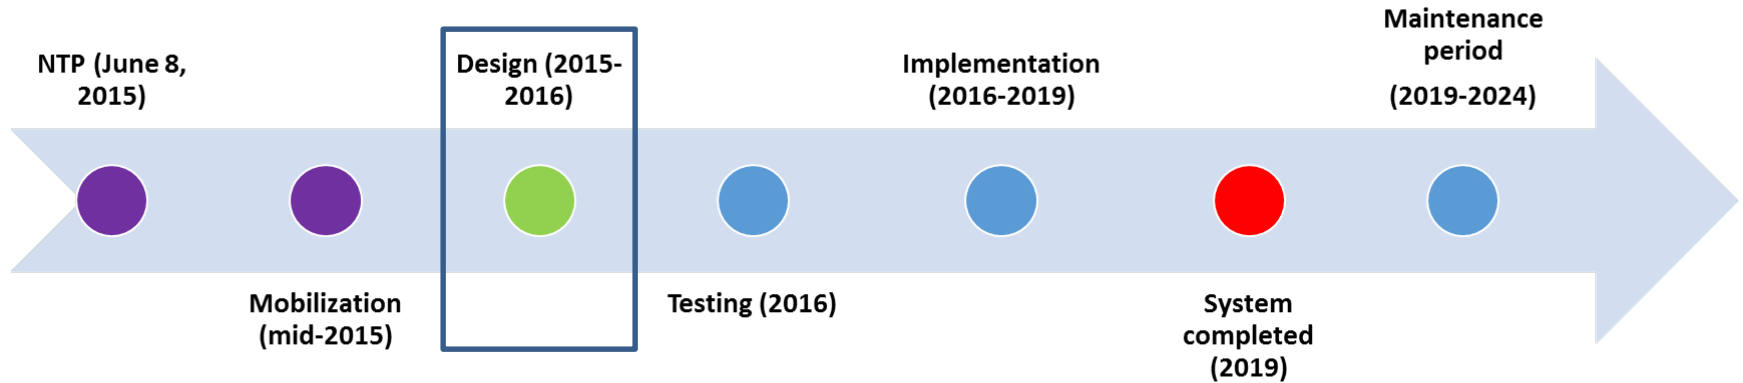 NTP (June 8,
2015)
Mobilization
(mid-2015)
Design (2015-
2016)
Testing (2016)
Implementation
(2016-2019)
System
completed
(2019)
Maintenance
period
(2019-2024)